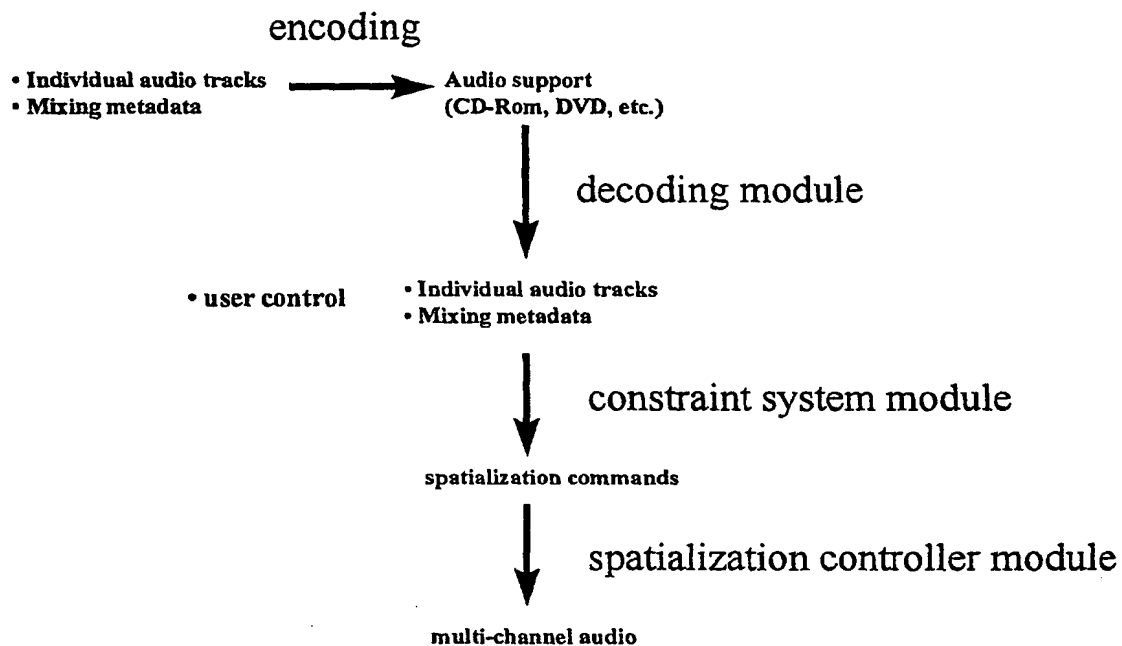 encoding
• Individual audio tracks
• Mixing metadata
Audio support
(CD-Rom, DVD, etc.)
decoding module
• user control
• Individual audio tracks
• Mixing metadata
constraint system module
spatialization commands
spatialization controller module
multi-channel audio